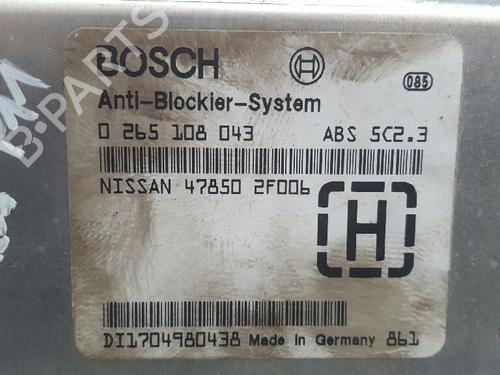 BOSCH
085
Anti-Blockier-System
0 265 108 043 ABS 5C2.3
NISSAN 47850 2F006
H
DI1704980438 Made in Germany 861
B-PARTS